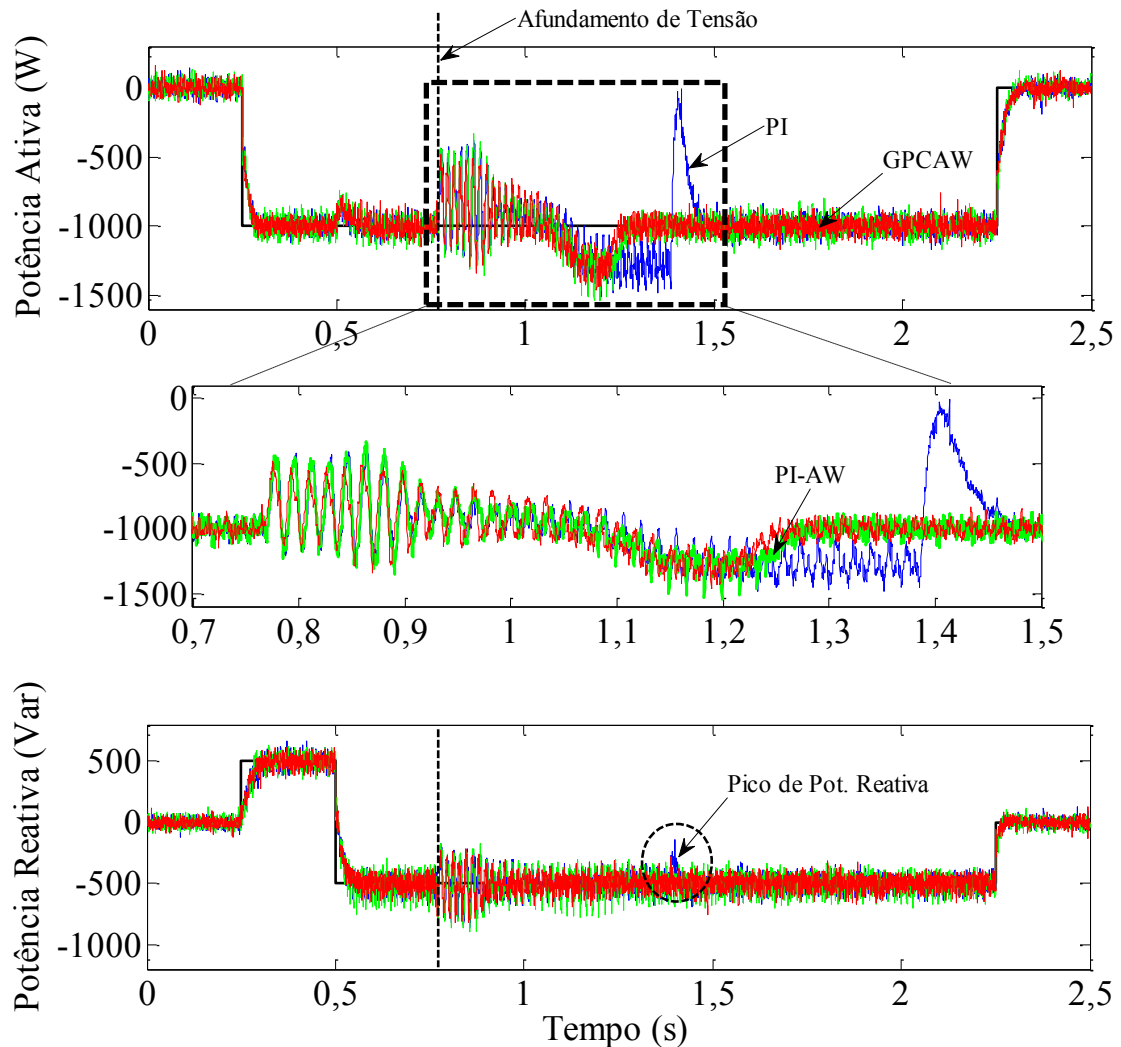 Afundamento de Tensão
Potência Ativa (W)
0
-500
-1000
-1500
PI
GPCAW
0 0,5 1 1,5 2 2,5
0
-500
-1000
-1500
PI-AW
0,7 0,8 0,9 1 1,1 1,2 1,3 1,4 1,5
Potência Reativa (Var)
500
0
-500
-1000
Pico de Pot. Reativa
0 0,5 1 1,5 2 2,5
Tempo (s)